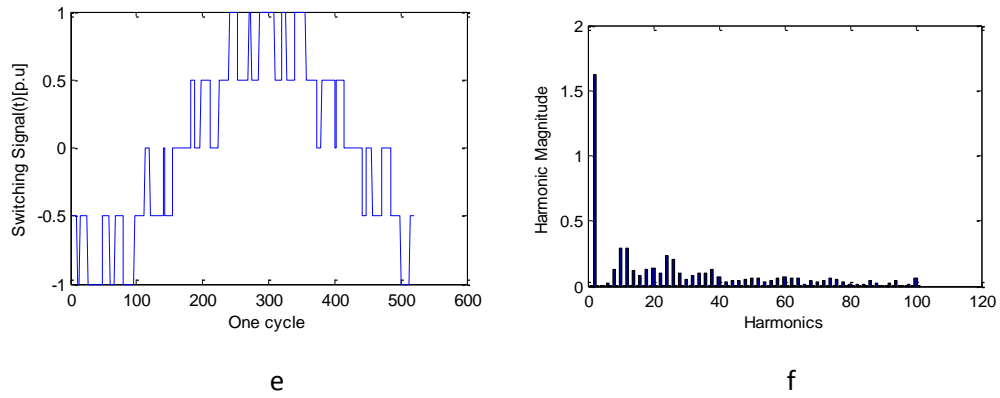 Switching Signal(t)[p.u]
1
0.5
0
-0.5
-1
0 100 200 300 400 500 600
One cycle
e
Harmonic Magnitude
2
1.5
1
0.5
0
0 20 40 60 80 100 120
Harmonics
f